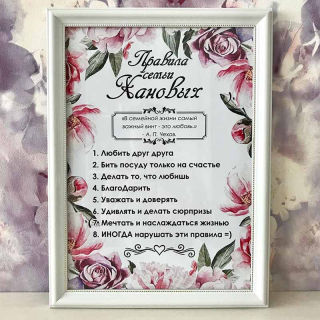 Правила
семьи
Хановых
«В семейной жизни самый
важный винт - это любовь.»
- А. П. Чехов.
1. Любить друг друга
2. Бить посуду только на счастье
3. Делать то, что любишь
4. БлагоДарить
5. Уважать и доверять
6. Удивлять и делать сюрпризы
7. Мечтать и наслаждаться жизнью
8. ИНОГДА нарушать эти правила =)